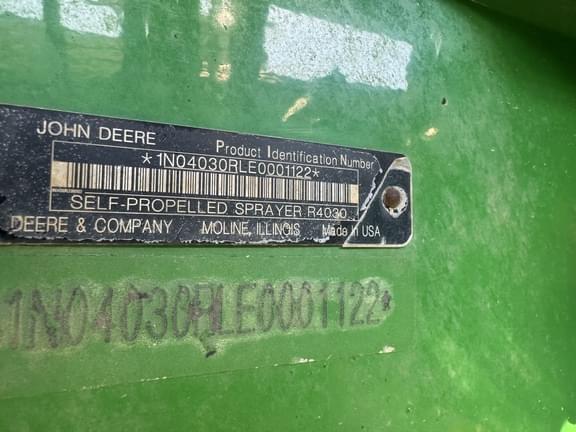 JOHN DEERE
Product Identification Number
*1N04030RLE0001122*
SELF-PROPELLED SPRAYER R4030
DEERE & COMPANY MOLINE, ILLINOIS Made in USA
1N04030RLE0001122*